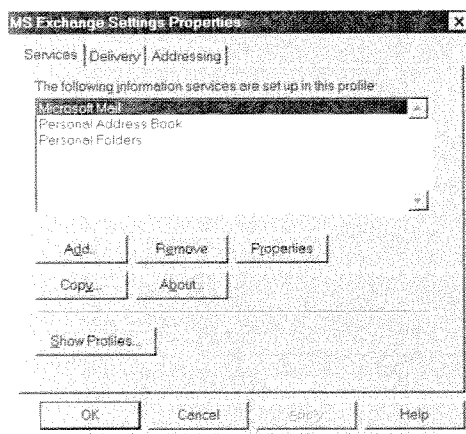 MS Exchange Settings Properties
Services Delivery Addressing
The following information services are set up in this profile
Microsoft Mail
Personal Address Book
Personal Folders
Add... Remove Properties
Copy... About...
Show Profiles...
OK Cancel Apply Help